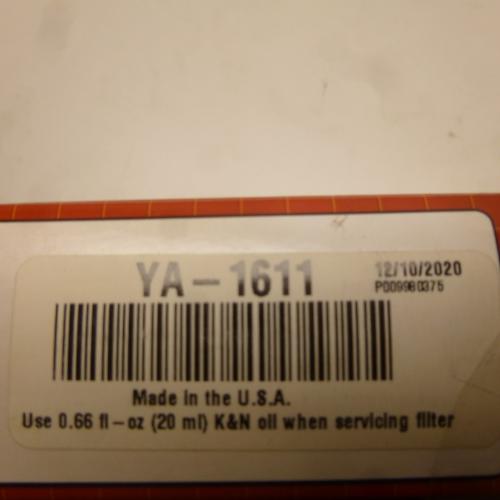 YA-1611 12/10/2020
P009980375
Made in the U.S.A.
Use 0.66 fl-oz (20 ml) K&N oil when servicing filter